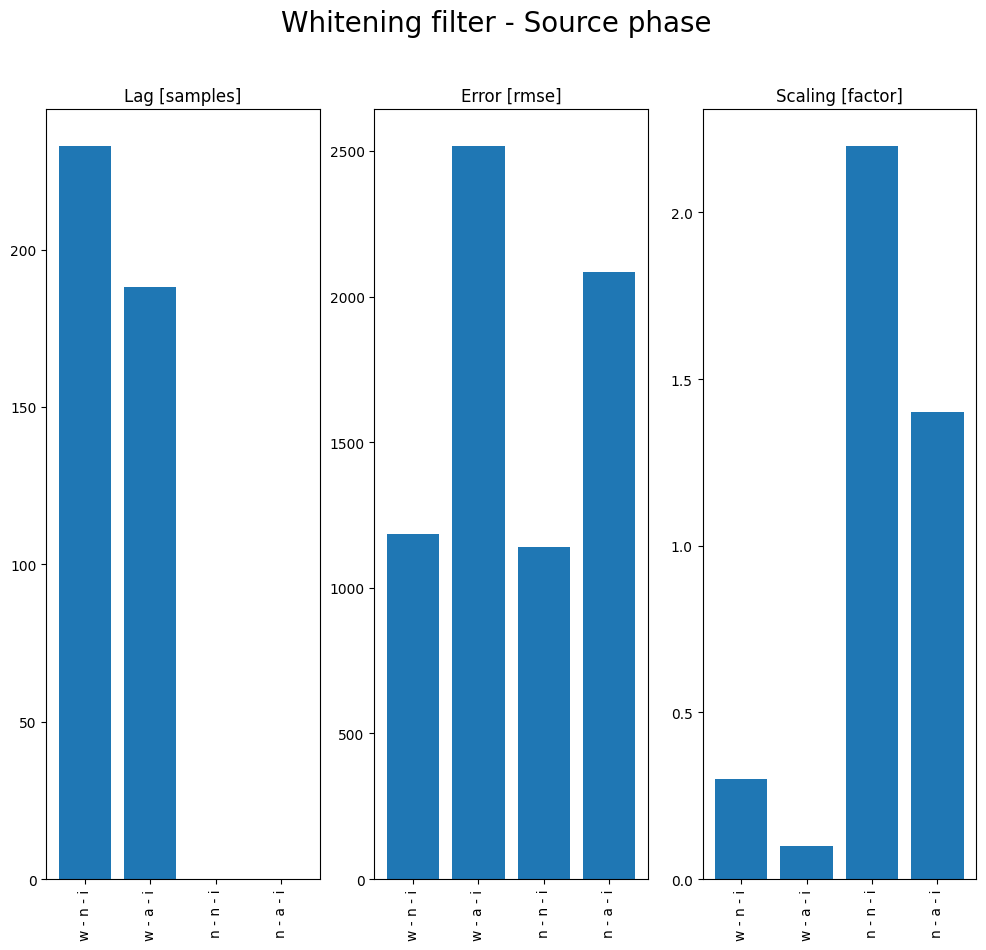 Whitening filter - Source phase
Lag [samples]
200
150
100
50
0
w - n - i
w - a - i
n - n - i
n - a - i
Error [rmse]
2500
2000
1500
1000
500
0
w - n - i
w - a - i
n - n - i
n - a - i
Scaling [factor]
2.0
1.5
1.0
0.5
0.0
w - n - i
w - a - i
n - n - i
n - a - i